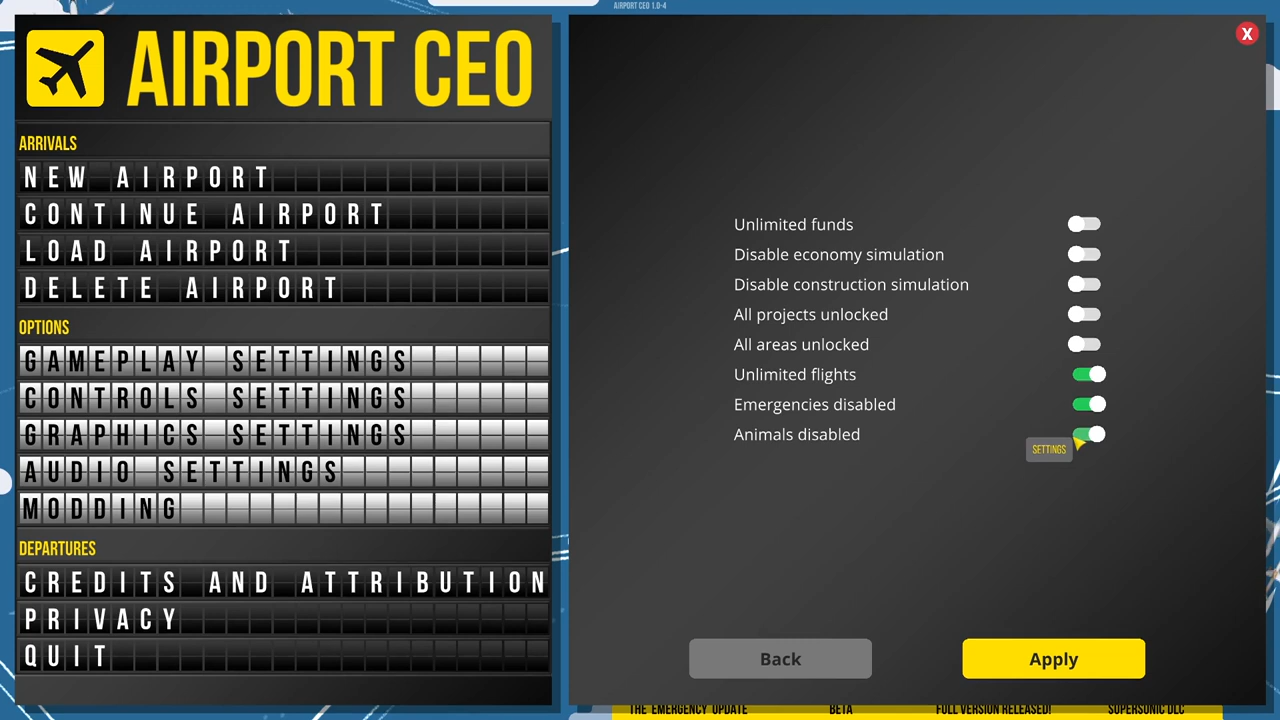 AIRPORT CEO 1.0-4
AIRPORT CEO
ARRIVALS
NEW AIRPORT
CONTINUE AIRPORT
LOAD AIRPORT
DELETE AIRPORT
OPTIONS
GAMEPLAY SETTINGS
CONTROLS SETTINGS
GRAPHICS SETTINGS
AUDIO SETTINGS
MODDING
DEPARTURES
CREDITS AND ATTRIBUTION
PRIVACY
QUIT
X
Unlimited funds
Disable economy simulation
Disable construction simulation
All projects unlocked
All areas unlocked
Unlimited flights
Emergencies disabled
Animals disabled
SETTINGS
Back Apply
THE EMERGENCY UPDATE BETA FULL VERSION RELEASED! SUPERSONIC DLC